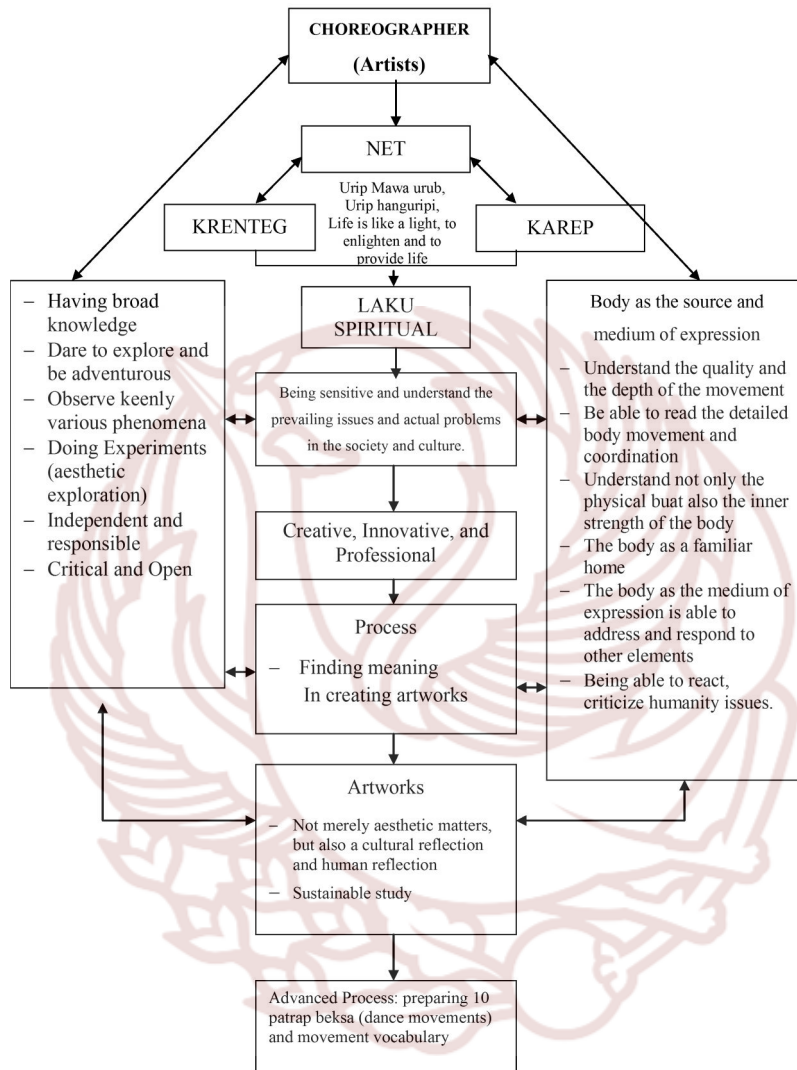 CHOREOGRAPHER
(Artists)
NET
Urip Mawa urub,
Urip hanguripi,
Life is like a light, to
enlighten and to
provide life
KRENTEG
KAREP
LAKU
SPIRITUAL
– Having broad
knowledge
– Dare to explore and
be adventurous
– Observe keenly
various phenomena
– Doing Experiments
(aesthetic
exploration)
– Independent and
responsible
– Critical and Open
Being sensitive and understand the
prevailing issues and actual problems
in the society and culture.
Creative, Innovative, and
Professional
Process
– Finding meaning
In creating artworks
Body as the source and
medium of expression
– Understand the quality and
the depth of the movement
– Be able to read the detailed
body movement and
coordination
– Understand not only the
physical buat also the inner
strength of the body
– The body as a familiar
home
– The body as the medium of
expression is able to
address and respond to
other elements
– Being able to react,
criticize humanity issues.
Artworks
– Not merely aesthetic matters,
but also a cultural reflection
and human reflection
– Sustainable study
Advanced Process: preparing 10
patrap beksa (dance movements)
and movement vocabulary